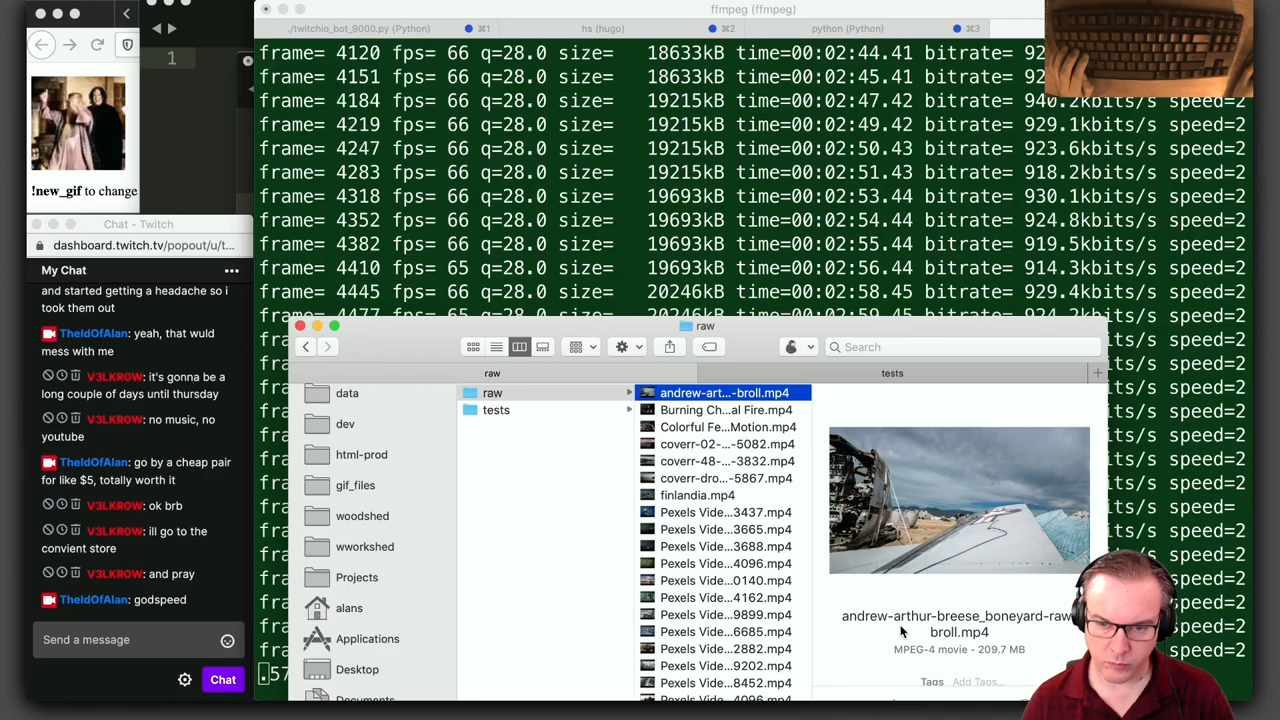 ffmpeg (ffmpeg)
./twitchio_bot_9000.py (Python) ⌘1
hs (hugo) ⌘2
python (Python) ⌘3
1
!new_gif to change
Chat - Twitch
dashboard.twitch.tv/popout/u/t...
My Chat
and started getting a headache so i
took them out
TheIdOfAlan: yeah, that wuld
mess with me
V3LKR0W: it's gonna be a
long couple of days until thursday
V3LKR0W: no music, no
youtube
TheIdOfAlan: go by a cheap pair
for like $5, totally worth it
V3LKR0W: ok brb
V3LKR0W: ill go to the
convient store
V3LKR0W: and pray
TheIdOfAlan: godspeed
Send a message
Chat
frame= 4120 fps= 66 q=28.0 size= 18633kB time=00:02:44.41 bitrate= 92
frame= 4151 fps= 66 q=28.0 size= 18633kB time=00:02:45.41 bitrate= 92
frame= 4184 fps= 66 q=28.0 size= 19215kB time=00:02:47.42 bitrate= 940.2kbits/s speed=2
frame= 4219 fps= 66 q=28.0 size= 19215kB time=00:02:49.42 bitrate= 929.1kbits/s speed=2
frame= 4247 fps= 66 q=28.0 size= 19215kB time=00:02:50.43 bitrate= 923.6kbits/s speed=2
frame= 4283 fps= 66 q=28.0 size= 19215kB time=00:02:51.43 bitrate= 918.2kbits/s speed=2
frame= 4318 fps= 66 q=28.0 size= 19693kB time=00:02:53.44 bitrate= 930.1kbits/s speed=2
frame= 4352 fps= 66 q=28.0 size= 19693kB time=00:02:54.44 bitrate= 924.8kbits/s speed=2
frame= 4382 fps= 66 q=28.0 size= 19693kB time=00:02:55.44 bitrate= 919.5kbits/s speed=2
frame= 4410 fps= 65 q=28.0 size= 19693kB time=00:02:56.44 bitrate= 914.3kbits/s speed=2
frame= 4445 fps= 66 q=28.0 size= 20246kB time=00:02:58.45 bitrate= 929.4kbits/s speed=2
raw
Search
raw
tests
data
dev
html-prod
gif_files
woodshed
wworkshed
Projects
alans
Applications
Desktop
raw
tests
andrew-art...-broll.mp4
Burning Ch...al Fire.mp4
Colorful Fe...Motion.mp4
coverr-02-...-5082.mp4
coverr-48-...-3832.mp4
coverr-dro...-5867.mp4
finlandia.mp4
Pexels Vide...3437.mp4
Pexels Vide...3665.mp4
Pexels Vide...3688.mp4
Pexels Vide...4096.mp4
Pexels Vide...0140.mp4
Pexels Vide...4162.mp4
Pexels Vide...9899.mp4
Pexels Vide...6685.mp4
Pexels Vide...2882.mp4
Pexels Vide...9202.mp4
Pexels Vide...8452.mp4
Pexels Vide...4096.mp4
andrew-arthur-breese_boneyard-raw
broll.mp4
MPEG-4 movie - 209.7 MB
Tags Add Tags...